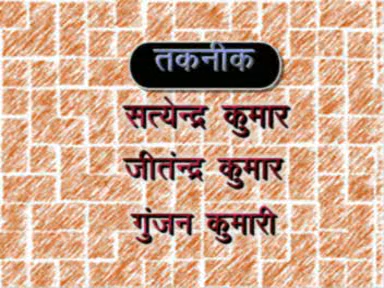 तकनीक
सत्येन्द्र कुमार
जीतंन्द्र कुमार
गुंजन कुमारी